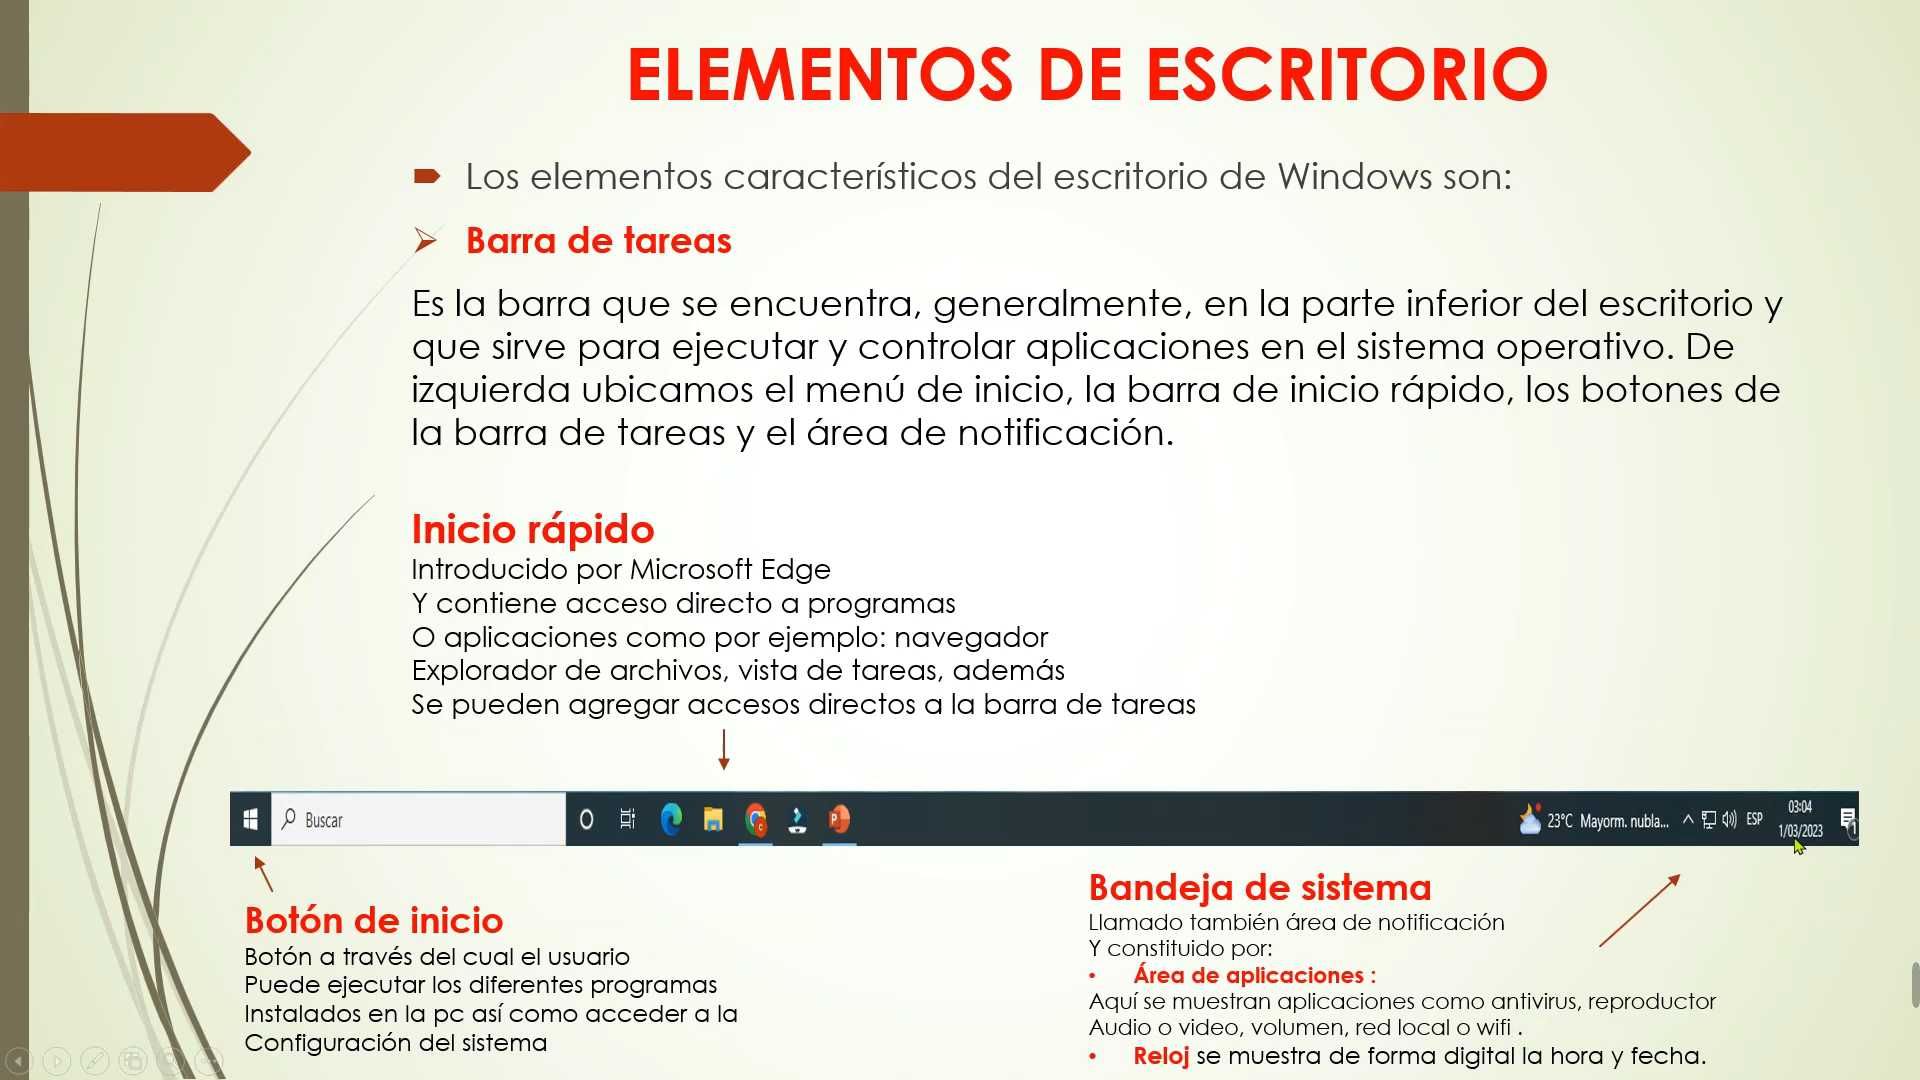 ELEMENTOS DE ESCRITORIO
Los elementos característicos del escritorio de Windows son:
Barra de tareas
Es la barra que se encuentra, generalmente, en la parte inferior del escritorio y
que sirve para ejecutar y controlar aplicaciones en el sistema operativo. De
izquierda ubicamos el menú de inicio, la barra de inicio rápido, los botones de
la barra de tareas y el área de notificación.
Inicio rápido
Introducido por Microsoft Edge
Y contiene acceso directo a programas
O aplicaciones como por ejemplo: navegador
Explorador de archivos, vista de tareas, además
Se pueden agregar accesos directos a la barra de tareas
Buscar
23°C Mayorm. nubla...
ESP
03:04
1/03/2023
1
Botón de inicio
Botón a través del cual el usuario
Puede ejecutar los diferentes programas
Instalados en la pc así como acceder a la
Configuración del sistema
Bandeja de sistema
Llamado también área de notificación
Y constituido por:
• Área de aplicaciones :
Aquí se muestran aplicaciones como antivirus, reproductor
Audio o video, volumen, red local o wifi .
• Reloj se muestra de forma digital la hora y fecha.